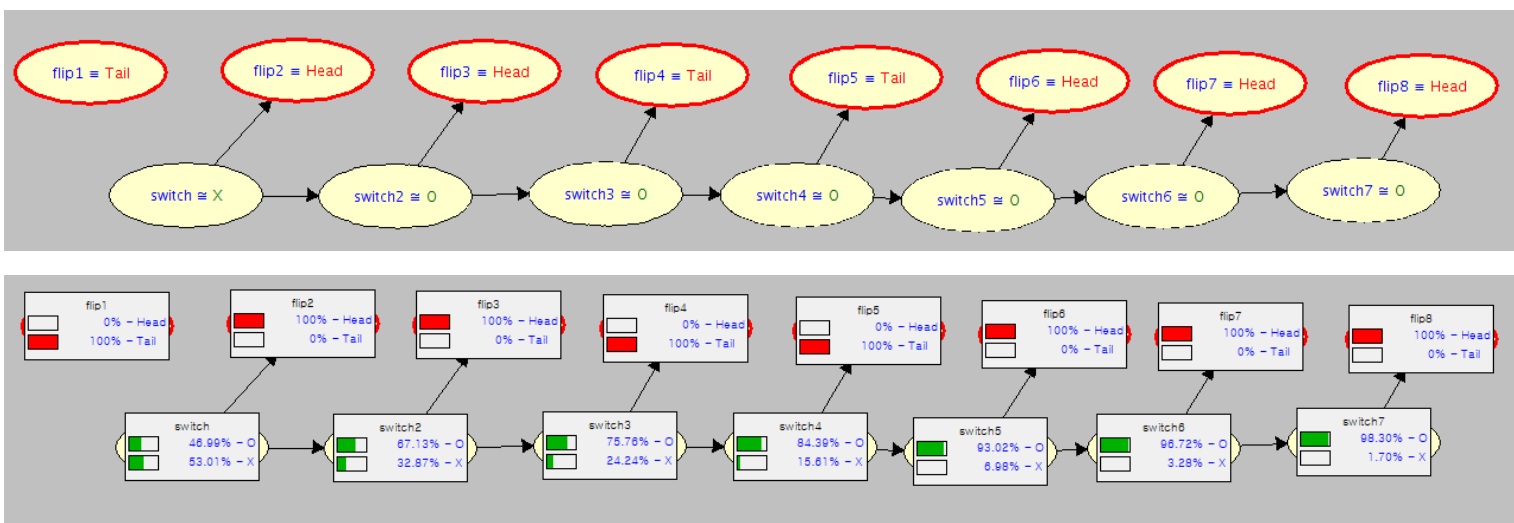 flip1 ≡ Tail
flip2 ≡ Head
flip3 ≡ Head
flip4 ≡ Tail
flip5 ≡ Tail
flip6 ≡ Head
flip7 ≡ Head
flip8 ≡ Head
switch ≅ X
switch2 ≅ O
switch3 ≅ O
switch4 ≅ O
switch5 ≅ O
switch6 ≅ O
switch7 ≅ O
flip1
0% - Head
100% - Tail
flip2
100% - Head
0% - Tail
flip3
100% - Head
0% - Tail
flip4
0% - Head
100% - Tail
flip5
0% - Head
100% - Tail
flip6
100% - Head
0% - Tail
flip7
100% - Head
0% - Tail
flip8
100% - Head
0% - Tail
switch
46.99% - O
53.01% - X
switch2
67.13% - O
32.87% - X
switch3
75.76% - O
24.24% - X
switch4
84.39% - O
15.61% - X
switch5
93.02% - O
6.98% - X
switch6
96.72% - O
3.28% - X
switch7
98.30% - O
1.70% - X